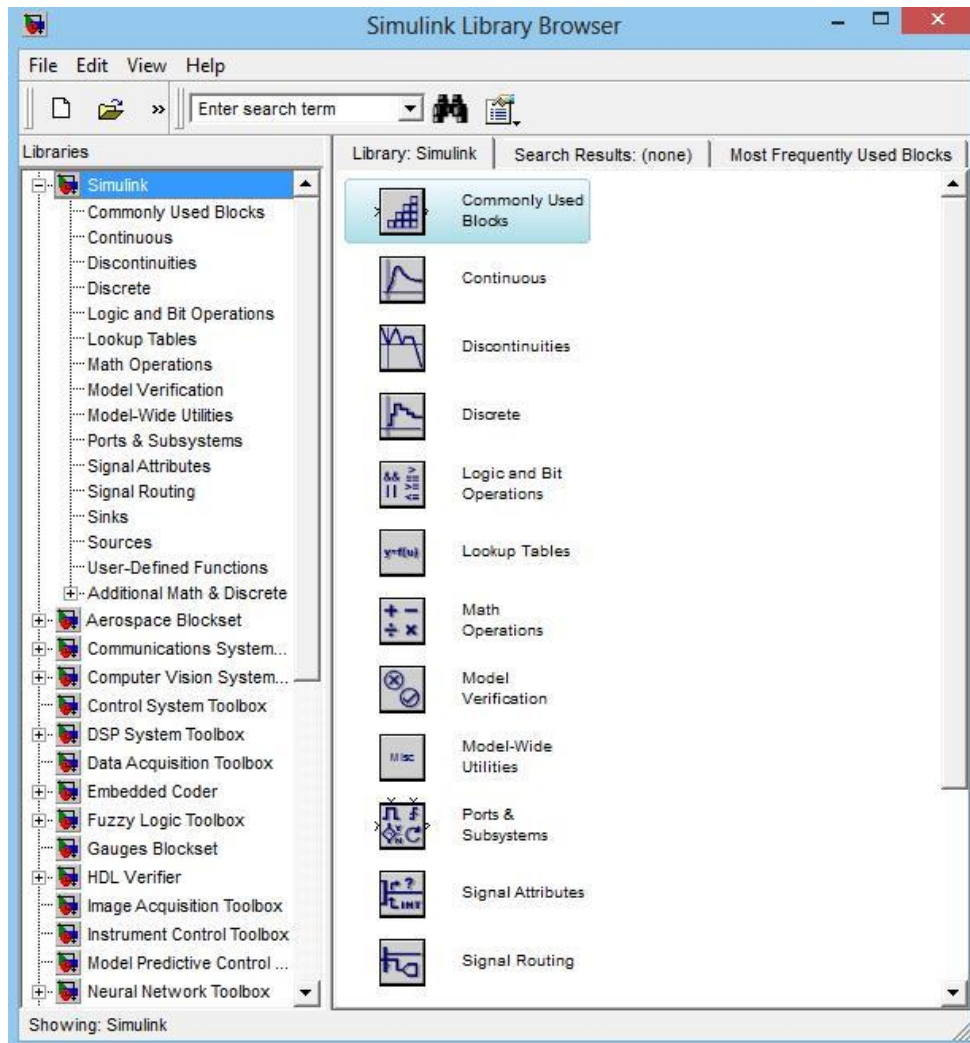 Simulink Library Browser
File Edit View Help
» Enter search term
Libraries
Simulink
Commonly Used Blocks
Continuous
Discontinuities
Discrete
Logic and Bit Operations
Lookup Tables
Math Operations
Model Verification
Model-Wide Utilities
Ports & Subsystems
Signal Attributes
Signal Routing
Sinks
Sources
User-Defined Functions
Additional Math & Discrete
Aerospace Blockset
Communications System...
Computer Vision System...
Control System Toolbox
DSP System Toolbox
Data Acquisition Toolbox
Embedded Coder
Fuzzy Logic Toolbox
Gauges Blockset
HDL Verifier
Image Acquisition Toolbox
Instrument Control Toolbox
Model Predictive Control ...
Neural Network Toolbox
Library: Simulink Search Results: (none) Most Frequently Used Blocks
Commonly Used
Blocks
Continuous
Discontinuities
Discrete
&& > == || <=
Logic and Bit
Operations
y=f(u)
Lookup Tables
+ −
÷ ×
Math
Operations
Model
Verification
Misc
Model-Wide
Utilities
Y
N
Ports &
Subsystems
?
INT
Signal Attributes
Signal Routing
Showing: Simulink